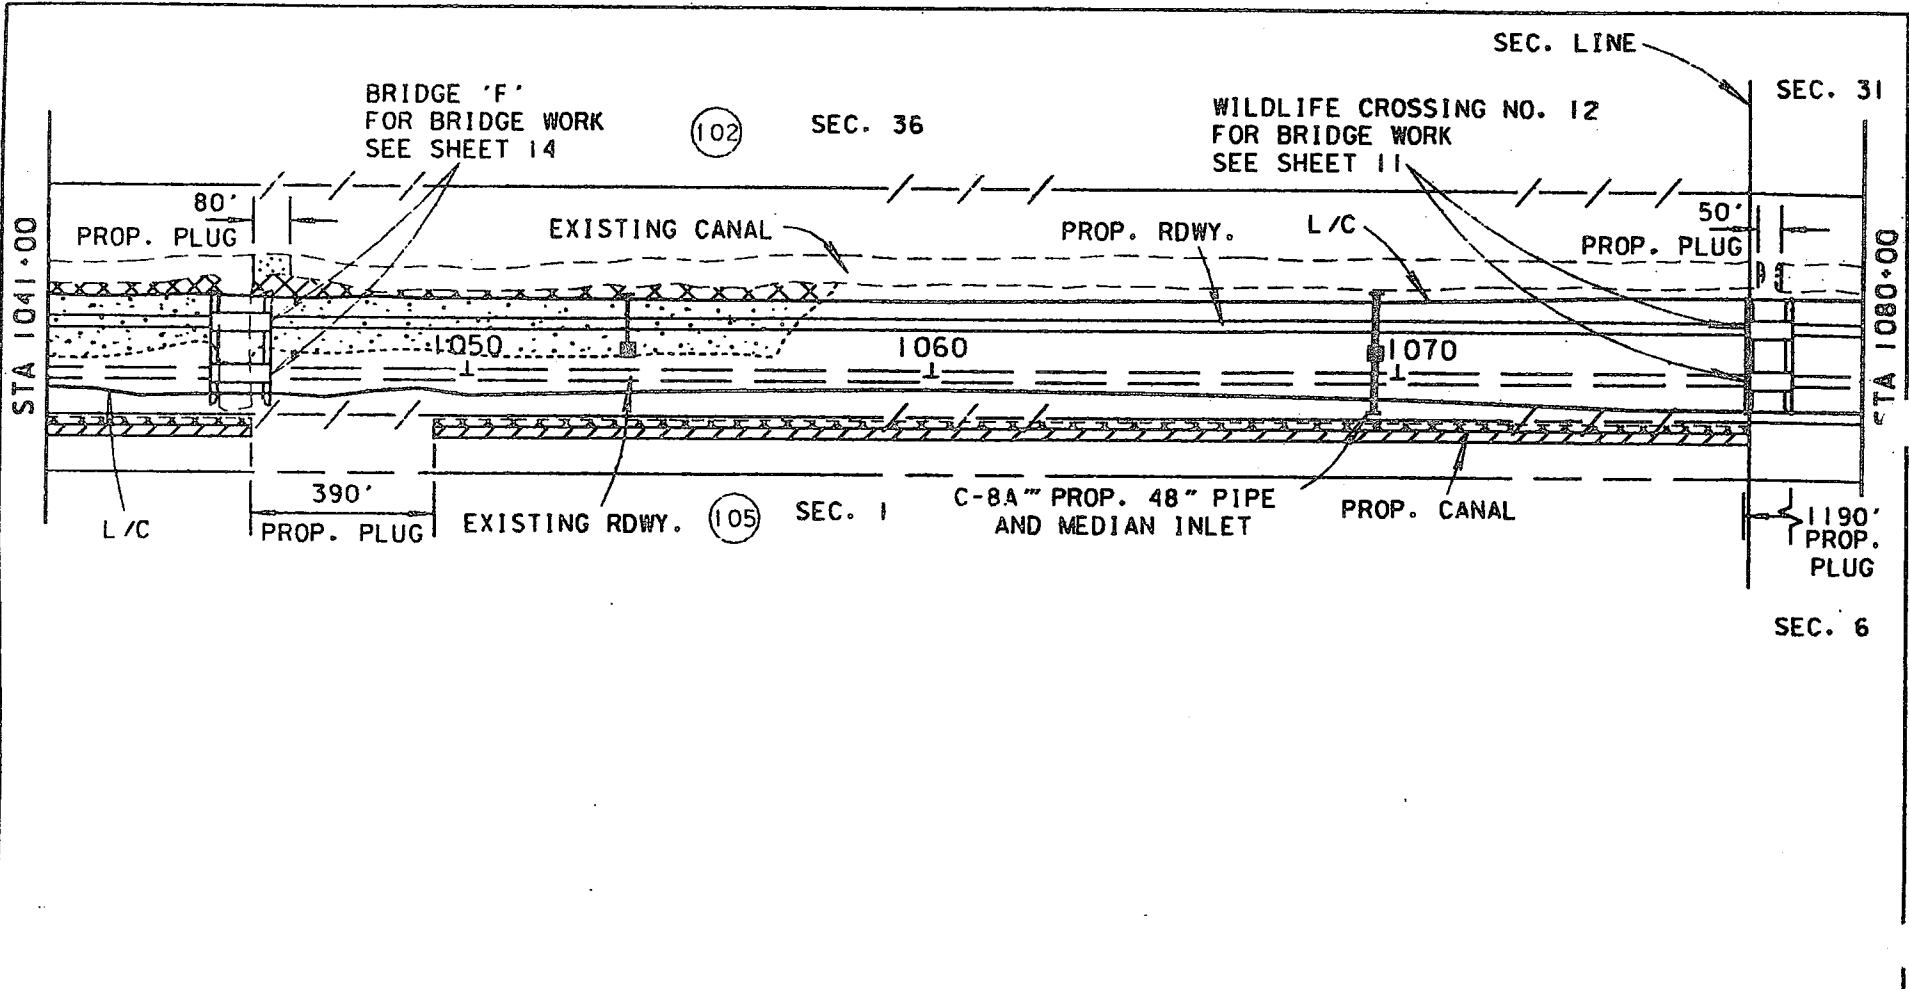 SEC. LINE
SEC. 31
BRIDGE 'F'
FOR BRIDGE WORK
SEE SHEET 14
102
SEC. 36
WILDLIFE CROSSING NO. 12
FOR BRIDGE WORK
SEE SHEET 11
80'
PROP. PLUG
EXISTING CANAL
PROP. RDWY.
L/C
50'
PROP. PLUG
STA 1041+00
STA 1080+00
1050
1060
1070
L/C
390'
PROP. PLUG
EXISTING RDWY.
105
SEC. 1
C-8A''' PROP. 48" PIPE
AND MEDIAN INLET
PROP. CANAL
1190'
PROP.
PLUG
SEC. 6